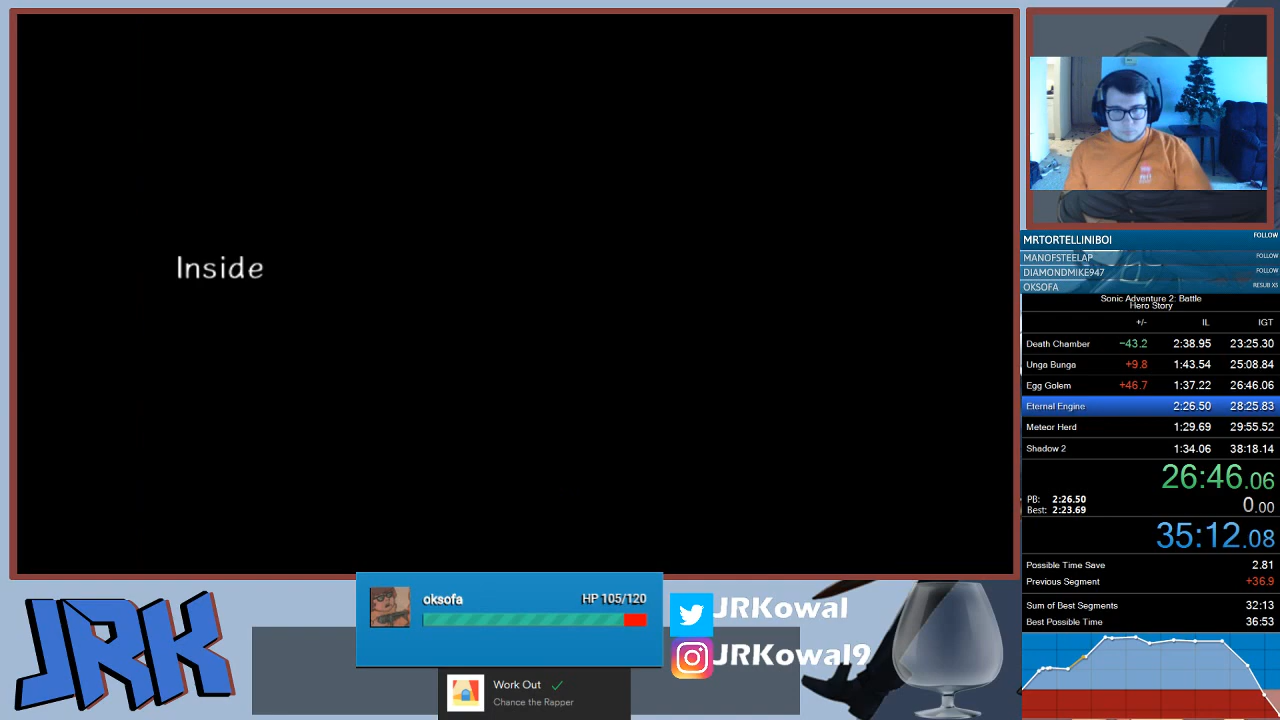 Inside
MRTORTELLINIBOI FOLLOW
MANOFSTEELAP FOLLOW
DIAMONDMIKE947 FOLLOW
OKSOFA RESUB X5
Sonic Adventure 2: Battle
Hero Story
+/- IL IGT
Death Chamber −43.2 2:38.95 23:25.30
Unga Bunga +9.8 1:43.54 25:08.84
Egg Golem +46.7 1:37.22 26:46.06
Eternal Engine 2:26.50 28:25.83
Meteor Herd 1:29.69 29:55.52
Shadow 2 1:34.06 38:18.14
26:46.06
PB: 2:26.50 0.00
Best: 2:23.69
35:12.08
Possible Time Save 2.81
Previous Segment +36.9
Sum of Best Segments 32:13
Best Possible Time 36:53
JRK
oksofa HP 105/120
Work Out
Chance the Rapper
JRKowal
JRKowal9